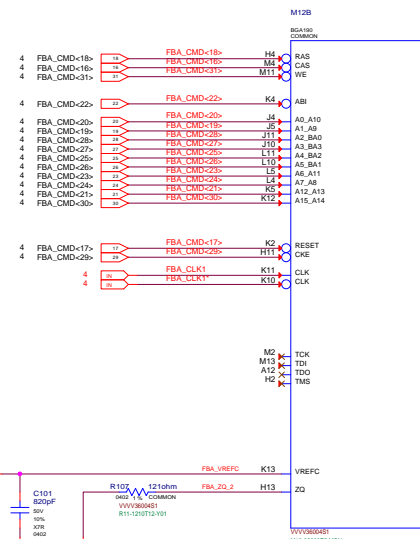 M12B
BGA190
COMMON
4 FBA_CMD<18> 18 FBA_CMD<18> H4 RAS
4 FBA_CMD<16> 16 FBA_CMD<16> M4 CAS
4 FBA_CMD<31> 31 FBA_CMD<31> M11 WE
4 FBA_CMD<22> 22 FBA_CMD<22> K4 ABI
4 FBA_CMD<20> 20 FBA_CMD<20> J4 A0_A10
4 FBA_CMD<19> 19 FBA_CMD<19> J5 A1_A9
4 FBA_CMD<28> 28 FBA_CMD<28> J11 A2_BA0
4 FBA_CMD<27> 27 FBA_CMD<27> J10 A3_BA3
4 FBA_CMD<25> 25 FBA_CMD<25> L11 A4_BA2
4 FBA_CMD<26> 26 FBA_CMD<26> L10 A5_BA1
4 FBA_CMD<23> 23 FBA_CMD<23> L5 A6_A11
4 FBA_CMD<24> 24 FBA_CMD<24> L4 A7_A8
4 FBA_CMD<21> 21 FBA_CMD<21> K5 A12_A13
4 FBA_CMD<30> 30 FBA_CMD<30> K12 A15_A14
4 FBA_CMD<17> 17 FBA_CMD<17> K2 RESET
4 FBA_CMD<29> 29 FBA_CMD<29> H11 CKE
4 IN FBA_CLK1 K11 CLK
4 IN FBA_CLK1* K10 CLK
M2 TCK
M13 TDI
A12 TDO
H2 TMS
FBA_VREFC K13 VREFC
R107 121ohm FBA_ZQ_2 H13 ZQ
0402 1% COMMON
VVVV36004S1
R11-1210T12-Y01
C101
820pF
50V
10%
X7R
0402
VVVV36004S1